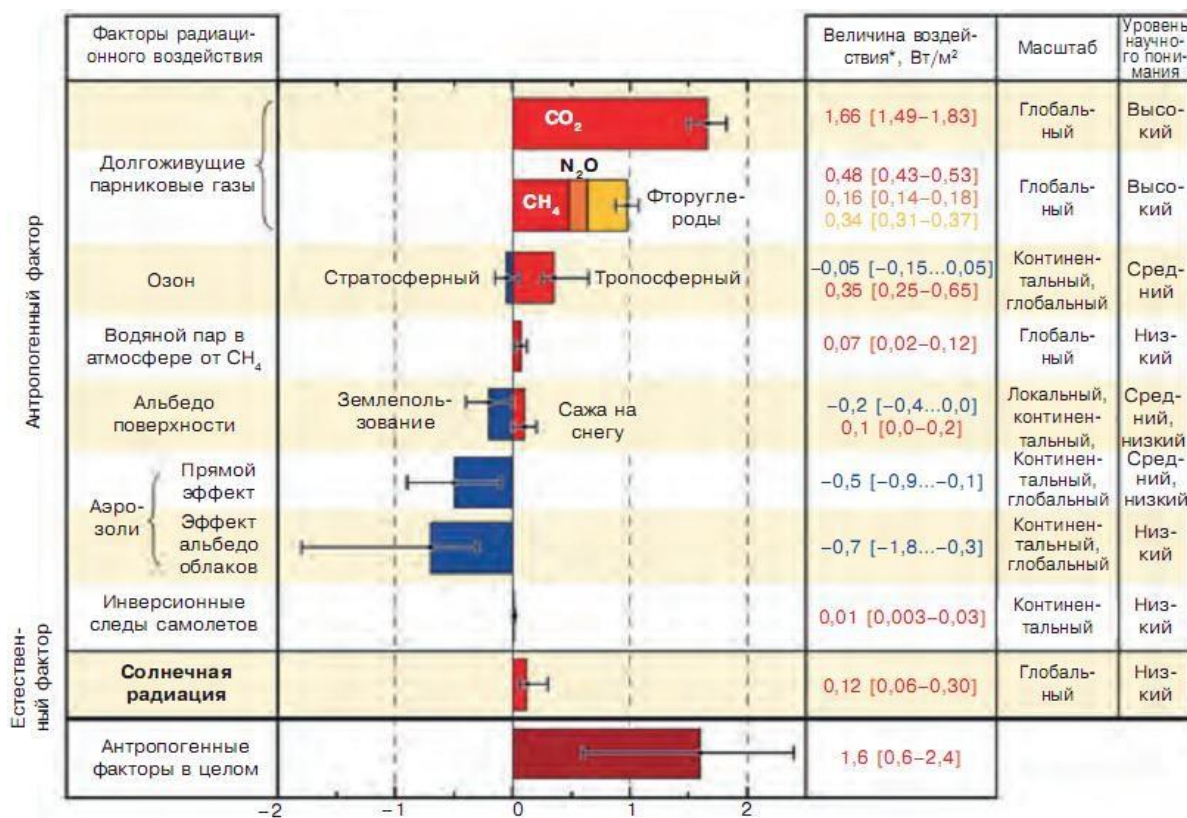 Факторы радиаци-
онного воздействия
Величина воздей-
ствия*, Вт/м²
Масштаб
Уровень
научно-
го пони-
мания
Антропогенный фактор
Долгоживущие
парниковые газы
CO₂
1,66 [1,49–1,83]
Глобаль-
ный
Высо-
кий
N₂O
CH₄
Фторугле-
роды
0,48 [0,43–0,53]
0,16 [0,14–0,18]
0,34 [0,31–0,37]
Глобаль-
ный
Высо-
кий
Озон
Стратосферный
Тропосферный
−0,05 [−0,15...0,05]
0,35 [0,25–0,65]
Континен-
тальный,
глобальный
Сред-
ний
Водяной пар в
атмосфере от CH₄
0,07 [0,02–0,12]
Глобаль-
ный
Низ-
кий
Альбедо
поверхности
Землеполь-
зование
Сажа на
снегу
−0,2 [−0,4...0,0]
0,1 [0,0–0,2]
Локальный,
континен-
тальный,
Сред-
ний,
низкий
Аэро-
золи
Прямой
эффект
−0,5 [−0,9...−0,1]
Континен-
тальный,
глобальный
Сред-
ний,
низкий
Эффект
альбедо
облаков
−0,7 [−1,8...−0,3]
Континен-
тальный,
глобальный
Низ-
кий
Инверсионные
следы самолетов
0,01 [0,003–0,03]
Континен-
тальный
Низ-
кий
Естествен-
ный фактор
Солнечная
радиация
0,12 [0,06–0,30]
Глобаль-
ный
Низ-
кий
Антропогенные
факторы в целом
1,6 [0,6–2,4]
−2 −1 0 1 2